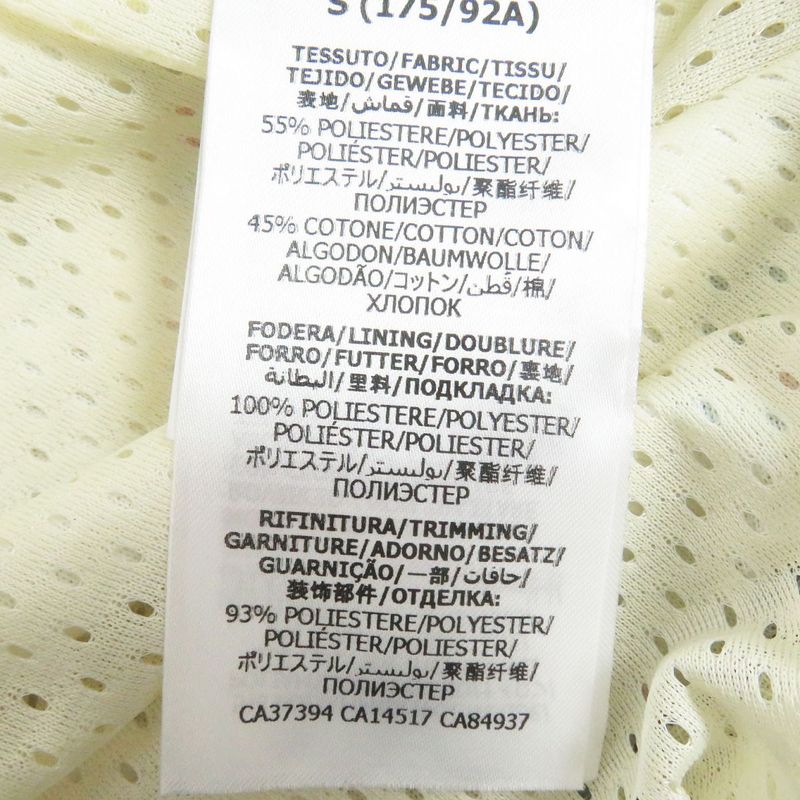 S (175/92A)
TESSUTO/FABRIC/TISSU/
TEJIDO/GEWEBE/TECIDO/
表地/قماش/面料/ТКАНЬ:
55% POLIESTERE/POLYESTER/
POLIÉSTER/POLIESTER/
ポリエステル/بوليستر/聚酯纤维/
ПОЛИЭСТЕР
45% COTONE/COTTON/COTON/
ALGODON/BAUMWOLLE/
ALGODÃO/コットン/قطن/棉/
ХЛОПОК
FODERA/LINING/DOUBLURE/
FORRO/FUTTER/FORRO/裏地/
البطانة/里料/ПОДКЛАДКА:
100% POLIESTERE/POLYESTER/
POLIÉSTER/POLIESTER/
ポリエステル/بوليستر/聚酯纤维/
ПОЛИЭСТЕР
RIFINITURA/TRIMMING/
GARNITURE/ADORNO/BESATZ/
GUARNIÇÃO/一部/حافات/
装饰部件/ОТДЕЛКА:
93% POLIESTERE/POLYESTER/
POLIÉSTER/POLIESTER/
ポリエステル/بوليستر/聚酯纤维/
ПОЛИЭСТЕР
CA37394 CA14517 CA84937